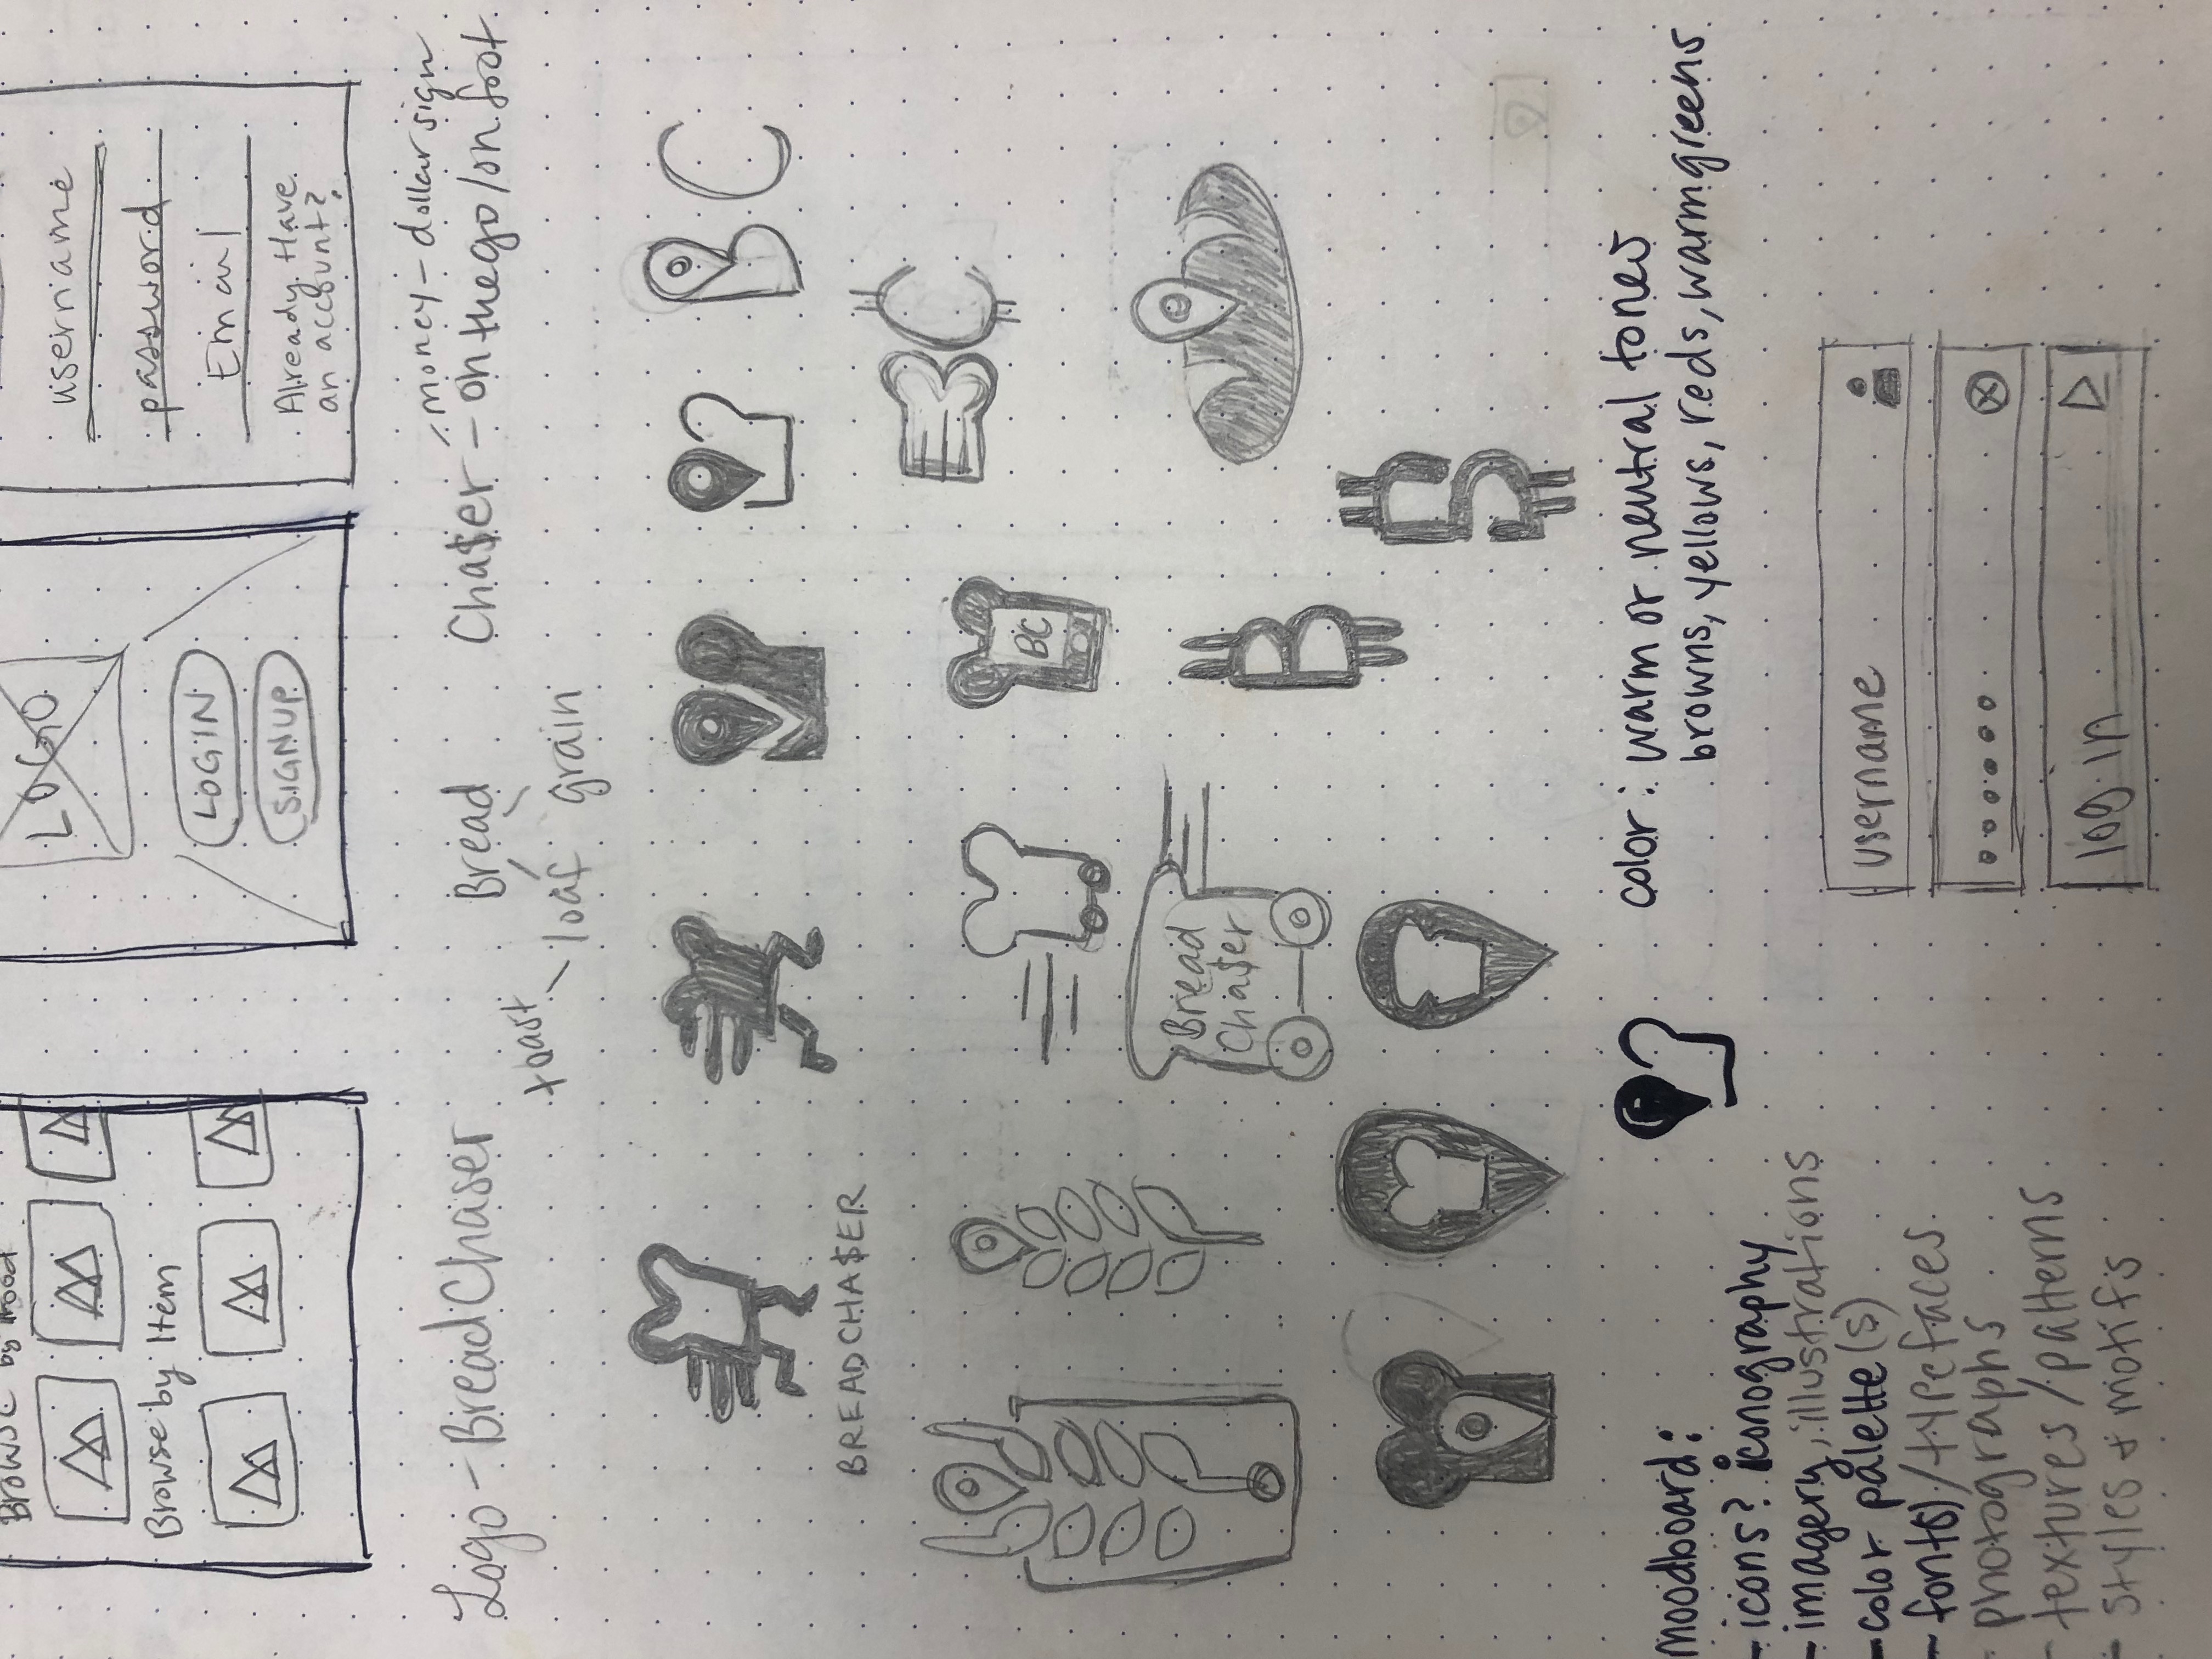 Browse by Mood
Browse by Item
LOGO
LOGIN
SIGNUP
username
password
Email
Already Have
an account?
Logo - BreadChaser
Bread
toast
loaf grain
money - dollar sign
Cha$er - on the go/on foot
BREADCHA$ER
BC
BC
BC
Bread
Cha$er
B
$
moodboard:
- icons? iconography
- imagery, illustrations
- color palette(s)
- font(s)/typefaces
- photographs
- textures/patterns
- styles + motifs
color: warm or neutral tones
browns, yellows, reds, warm greens
username
log in